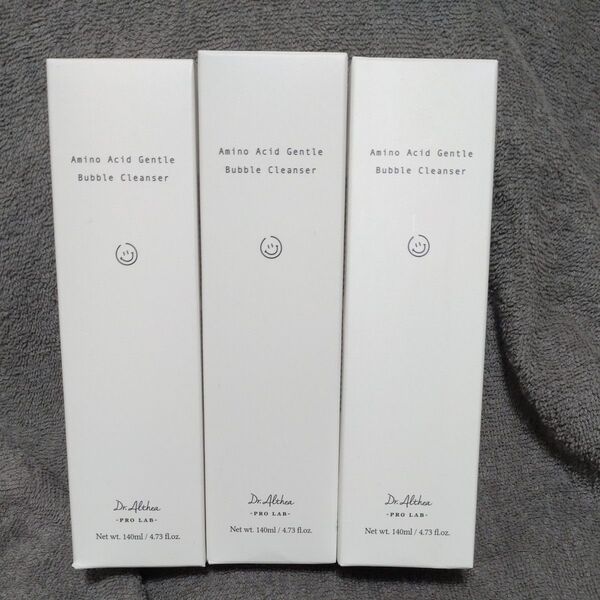 Amino Acid Gentle
Bubble Cleanser
Dr. Althea
-PRO LAB-
Net wt. 140ml / 4.73 fl.oz.
Amino Acid Gentle
Bubble Cleanser
Dr. Althea
-PRO LAB-
Net wt. 140ml / 4.73 fl.oz.
Amino Acid Gentle
Bubble Cleanser
Dr. Althea
-PRO LAB-
Net wt. 140ml / 4.73 fl.oz.